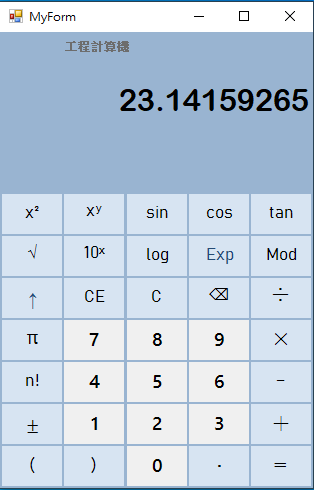 MyForm
工程計算機
23.14159265
x² xʸ sin cos tan
√ 10ˣ log Exp Mod
↑ CE C ⌫ ÷
π 7 8 9 ×
n! 4 5 6 -
± 1 2 3 +
( ) 0 . =